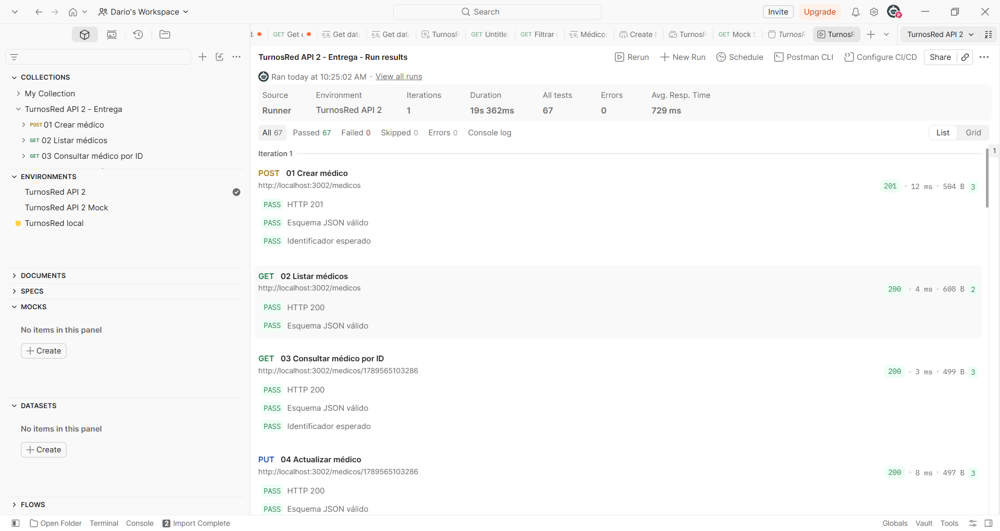 Dario's Workspace
Search
Invite
Upgrade
GET Get
Get dat
Get dat
TurnosR
GET Untitle
GET Filtrar
Médicos
Create
TurnosR
GET Mock
TurnosR
TurnosR
TurnosRed API 2
COLLECTIONS
My Collection
TurnosRed API 2 - Entrega
POST 01 Crear médico
GET 02 Listar médicos
GET 03 Consultar médico por ID
ENVIRONMENTS
TurnosRed API 2
TurnosRed API 2 Mock
TurnosRed local
DOCUMENTS
SPECS
MOCKS
No items in this panel
Create
DATASETS
No items in this panel
Create
FLOWS
TurnosRed API 2 - Entrega - Run results
Rerun
New Run
Schedule
Postman CLI
Configure CI/CD
Share
Ran today at 10:25:02 AM · View all runs
Source Environment Iterations Duration All tests Errors Avg. Resp. Time
Runner TurnosRed API 2 1 19s 362ms 67 0 729 ms
All 67 Passed 67 Failed 0 Skipped 0 Errors 0 Console log
List Grid
Iteration 1
1
POST 01 Crear médico
http://localhost:3002/medicos
201 • 12 ms • 504 B 3
PASS HTTP 201
PASS Esquema JSON válido
PASS Identificador esperado
GET 02 Listar médicos
http://localhost:3002/medicos
200 • 4 ms • 608 B 2
PASS HTTP 200
PASS Esquema JSON válido
GET 03 Consultar médico por ID
http://localhost:3002/medicos/1789565103286
200 • 3 ms • 499 B 3
PASS HTTP 200
PASS Esquema JSON válido
PASS Identificador esperado
PUT 04 Actualizar médico
http://localhost:3002/medicos/1789565103286
200 • 8 ms • 497 B 3
PASS HTTP 200
PASS Esquema JSON válido
Open Folder Terminal Console 2 Import Complete
Globals Vault Tools